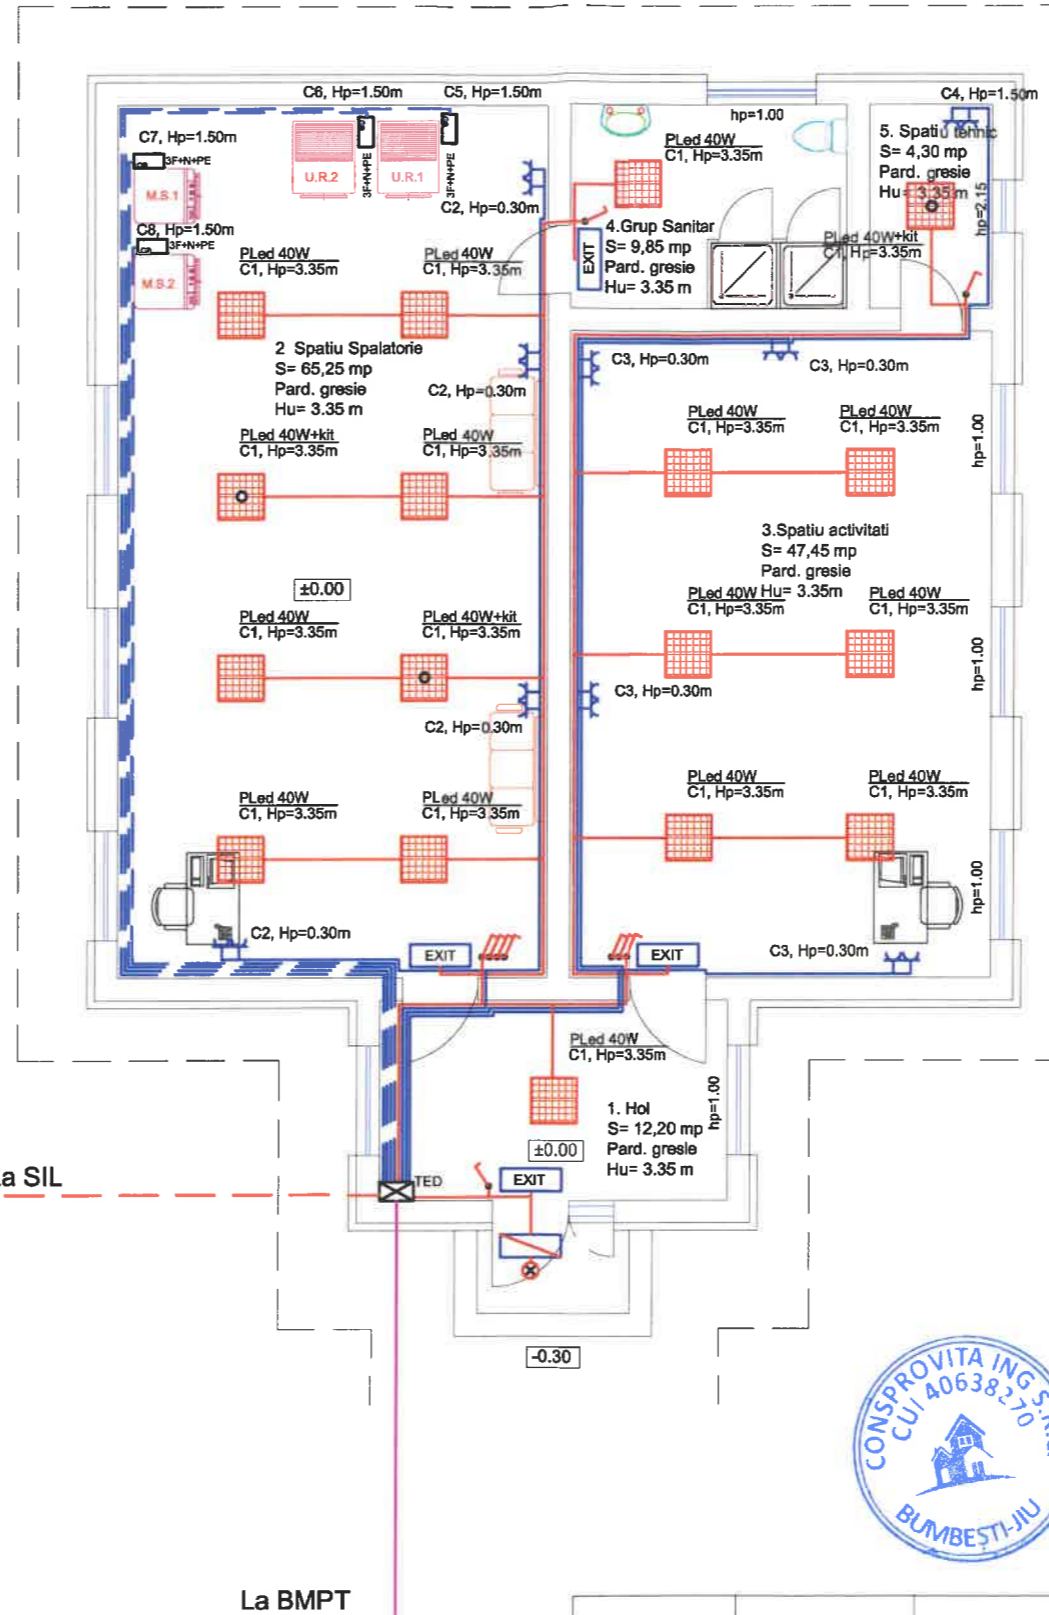 C6, Hp=1.50m
C5, Hp=1.50m
C4, Hp=1.50m
C7, Hp=1.50m
3F+N+PE
M.S.1
C8, Hp=1.50m
3F+N+PE
M.S.2
U.R.2
3F+N+PE
U.R.1
3F+N+PE
C2, Hp=0.30m
hp=1.00
PLed 40W
C1, Hp=3.35m
5. Spatiu tehnic
S= 4,30 mp
Pard. gresie
Hu= 3.35 m
hp=2.15
EXIT
4.Grup Sanitar
S= 9,85 mp
Pard. gresie
Hu= 3.35 m
PLed 40W+kit
C1, Hp=3.35m
PLed 40W
C1, Hp=3.35m
PLed 40W
C1, Hp=3.35m
2 Spatiu Spalatorie
S= 65,25 mp
Pard. gresie
Hu= 3.35 m
C2, Hp=0.30m
C3, Hp=0.30m
C3, Hp=0.30m
PLed 40W+kit
C1, Hp=3.35m
PLed 40W
C1, Hp=3.35m
PLed 40W
C1, Hp=3.35m
PLed 40W
C1, Hp=3.35m
hp=1.00
3.Spatiu activitati
S= 47,45 mp
Pard. gresie
Hu= 3.35m
±0.00
PLed 40W
C1, Hp=3.35m
PLed 40W+kit
C1, Hp=3.35m
PLed 40W
C1, Hp=3.35m
PLed 40W
C1, Hp=3.35m
hp=1.00
C3, Hp=0.30m
C2, Hp=0.30m
PLed 40W
C1, Hp=3.35m
PLed 40W
C1, Hp=3.35m
PLed 40W
C1, Hp=3.35m
PLed 40W
C1, Hp=3.35m
hp=1.00
C2, Hp=0.30m
EXIT
EXIT
C3, Hp=0.30m
PLed 40W
C1, Hp=3.35m
hp=1.00
1. Hol
S= 12,20 mp
Pard. gresie
Hu= 3.35 m
±0.00
EXIT
TED
La SIL
-0.30
CONSPROVITA ING S.R.L.
CUI 40638270
BUMBEȘTI-JIU
La BMPT